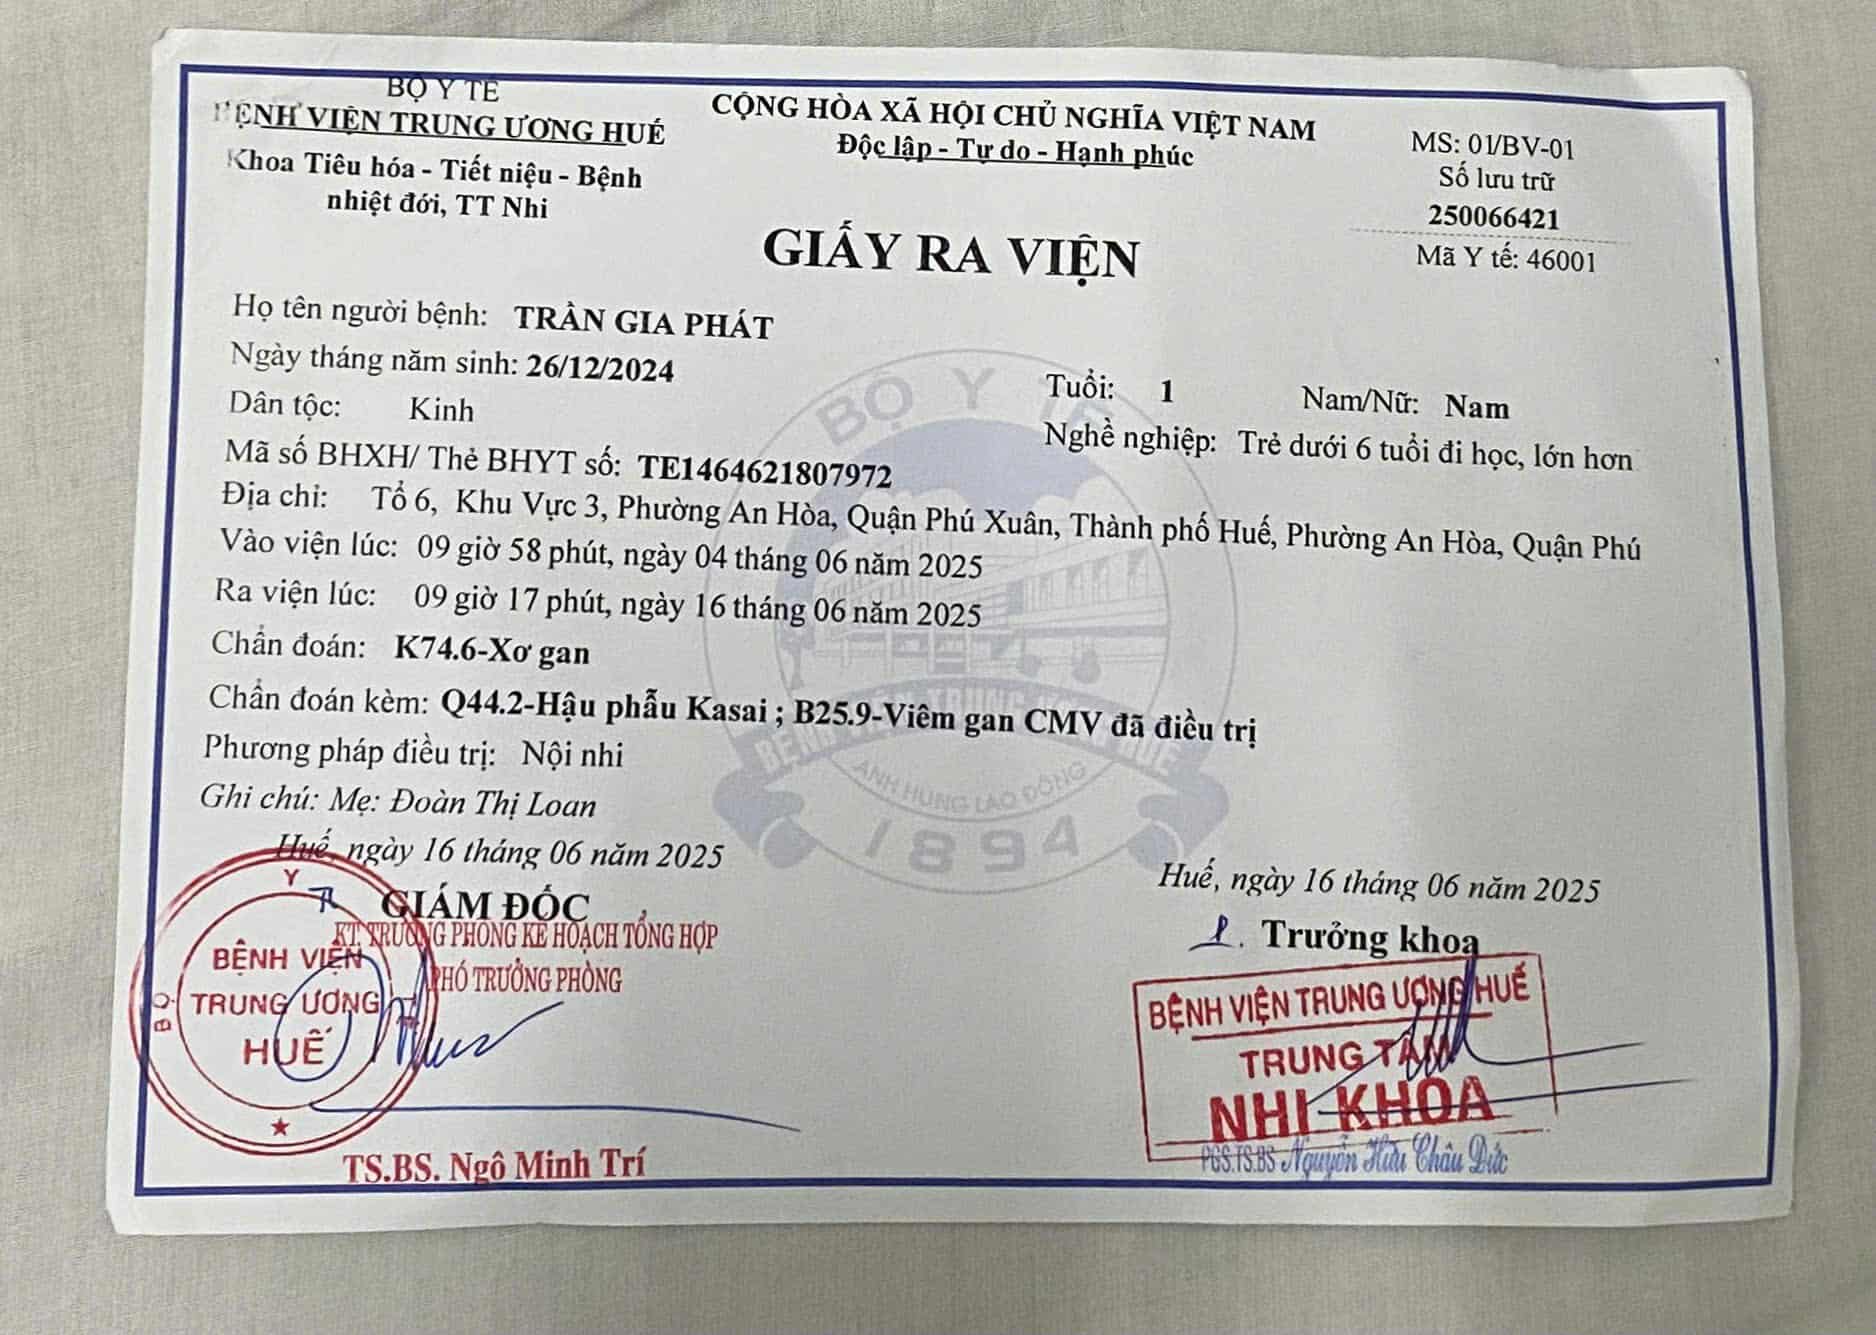 BỘ Y TẾ
BỆNH VIỆN TRUNG ƯƠNG HUẾ
Khoa Tiêu hóa - Tiết niệu - Bệnh
nhiệt đới, TT Nhi
CỘNG HÒA XÃ HỘI CHỦ NGHĨA VIỆT NAM
Độc lập - Tự do - Hạnh phúc
MS: 01/BV-01
Số lưu trữ
250066421
Mã Y tế: 46001
GIẤY RA VIỆN
Họ tên người bệnh: TRẦN GIA PHÁT
Ngày tháng năm sinh: 26/12/2024
Tuổi: 1 Nam/Nữ: Nam
Dân tộc: Kinh
Nghề nghiệp: Trẻ dưới 6 tuổi đi học, lớn hơn
Mã số BHXH/ Thẻ BHYT số: TE1464621807972
Địa chỉ: Tổ 6, Khu Vực 3, Phường An Hòa, Quận Phú Xuân, Thành phố Huế, Phường An Hòa, Quận Phú
Vào viện lúc: 09 giờ 58 phút, ngày 04 tháng 06 năm 2025
Ra viện lúc: 09 giờ 17 phút, ngày 16 tháng 06 năm 2025
Chẩn đoán: K74.6-Xơ gan
Chẩn đoán kèm: Q44.2-Hậu phẫu Kasai ; B25.9-Viêm gan CMV đã điều trị
Phương pháp điều trị: Nội nhi
Ghi chú: Mẹ: Đoàn Thị Loan
BỘ Y TẾ
BỆNH VIỆN TRUNG ƯƠNG HUẾ
ANH HÙNG LAO ĐỘNG
1894
Huế, ngày 16 tháng 06 năm 2025
GIÁM ĐỐC
KT. TRƯỞNG PHÒNG KẾ HOẠCH TỔNG HỢP
PHÓ TRƯỞNG PHÒNG
BỘ Y TẾ
BỆNH VIỆN
TRUNG ƯƠNG
HUẾ
TS.BS. Ngô Minh Trí
Huế, ngày 16 tháng 06 năm 2025
Trưởng khoa
BỆNH VIỆN TRUNG ƯƠNG HUẾ
TRUNG TÂM
NHI KHOA
PGS.TS.BS Nguyễn Hữu Châu Đức